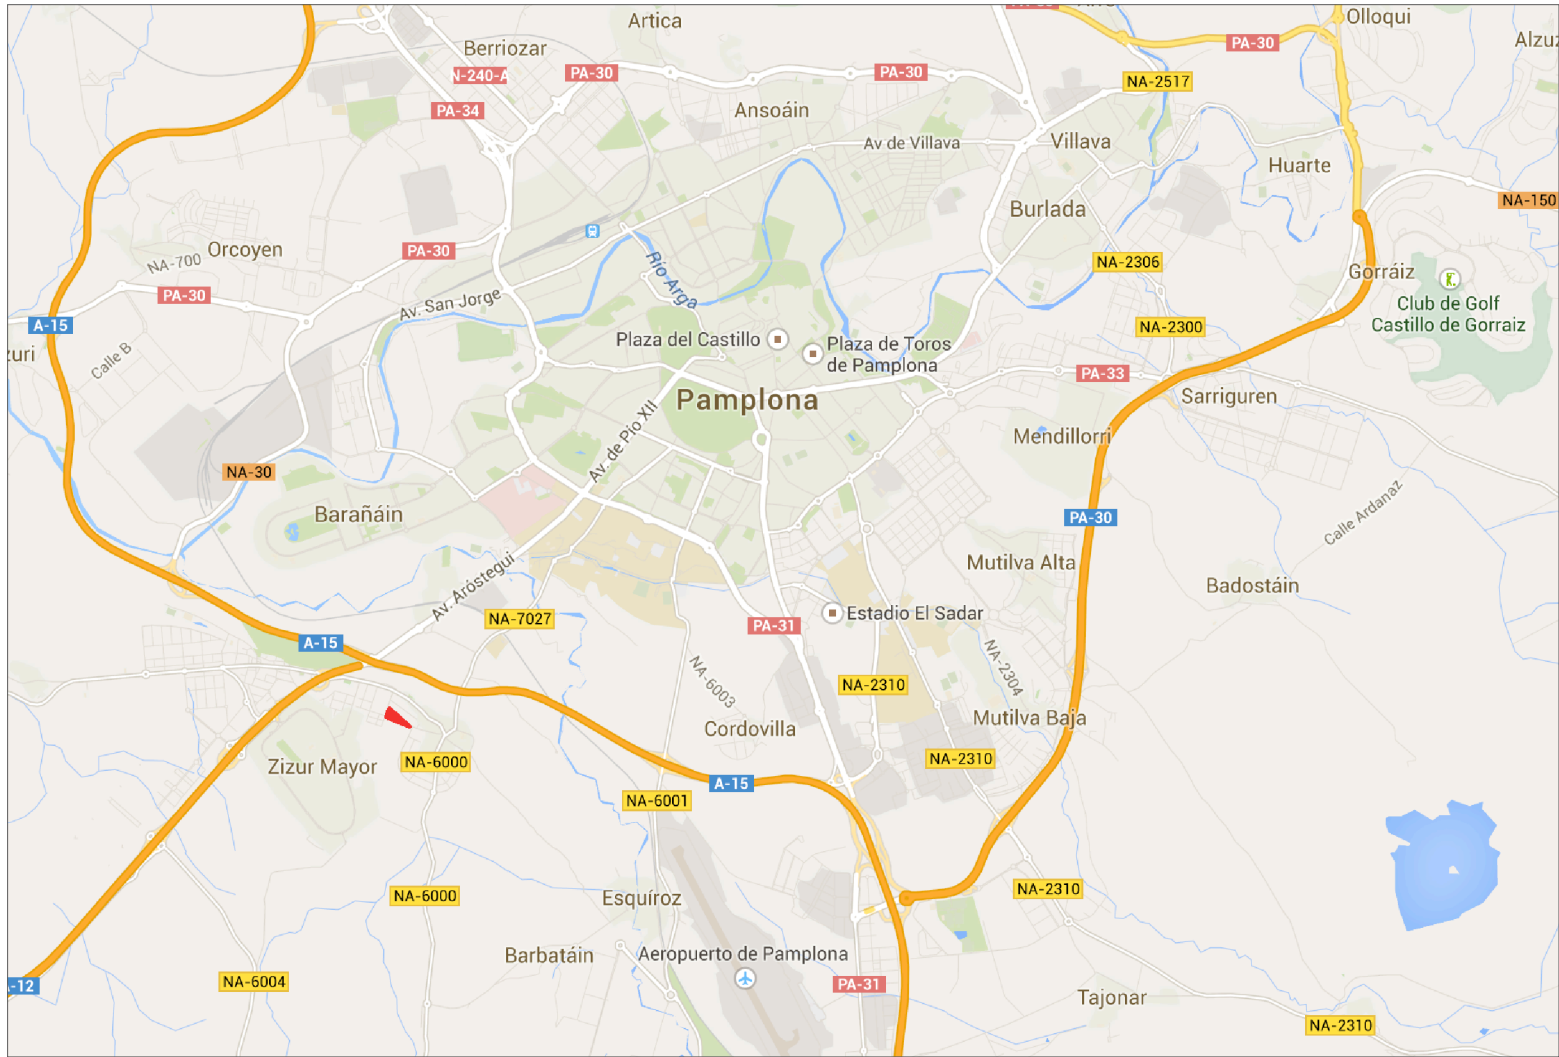 Artica
Olloqui
PA-30
Alzuz
Berriozar
N-240-A
PA-30
PA-30
NA-2517
PA-34
Ansoáin
Av de Villava
Villava
Huarte
NA-150
Burlada
Orcoyen
PA-30
NA-700
Río Arga
NA-2306
Gorráiz
PA-30
Av. San Jorge
Club de Golf
Castillo de Gorraiz
A-15
NA-2300
Plaza del Castillo
Plaza de Toros
de Pamplona
zuri
Calle B
PA-33
Pamplona
Sarriguren
Av. de Pío XII
Mendillorri
NA-30
Barañáin
PA-30
Calle Ardanaz
Mutilva Alta
Badostáin
Av. Aróstegui
NA-7027
Estadio El Sadar
PA-31
A-15
NA-6003
NA-2310
NA-2304
Cordovilla
Mutilva Baja
Zizur Mayor
NA-6000
NA-2310
A-15
NA-6001
NA-6000
Esquíroz
NA-2310
Barbatáin
Aeropuerto de Pamplona
NA-6004
PA-31
-12
Tajonar
NA-2310